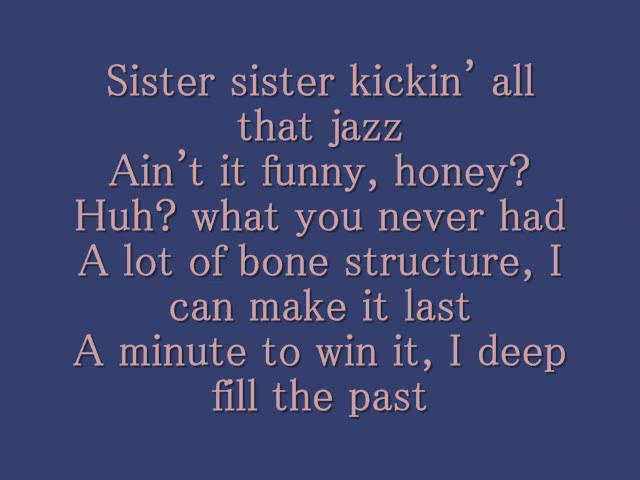 Sister sister kickin’ all
that jazz
Ain’t it funny, honey?
Huh? what you never had
A lot of bone structure, I
can make it last
A minute to win it, I deep
fill the past